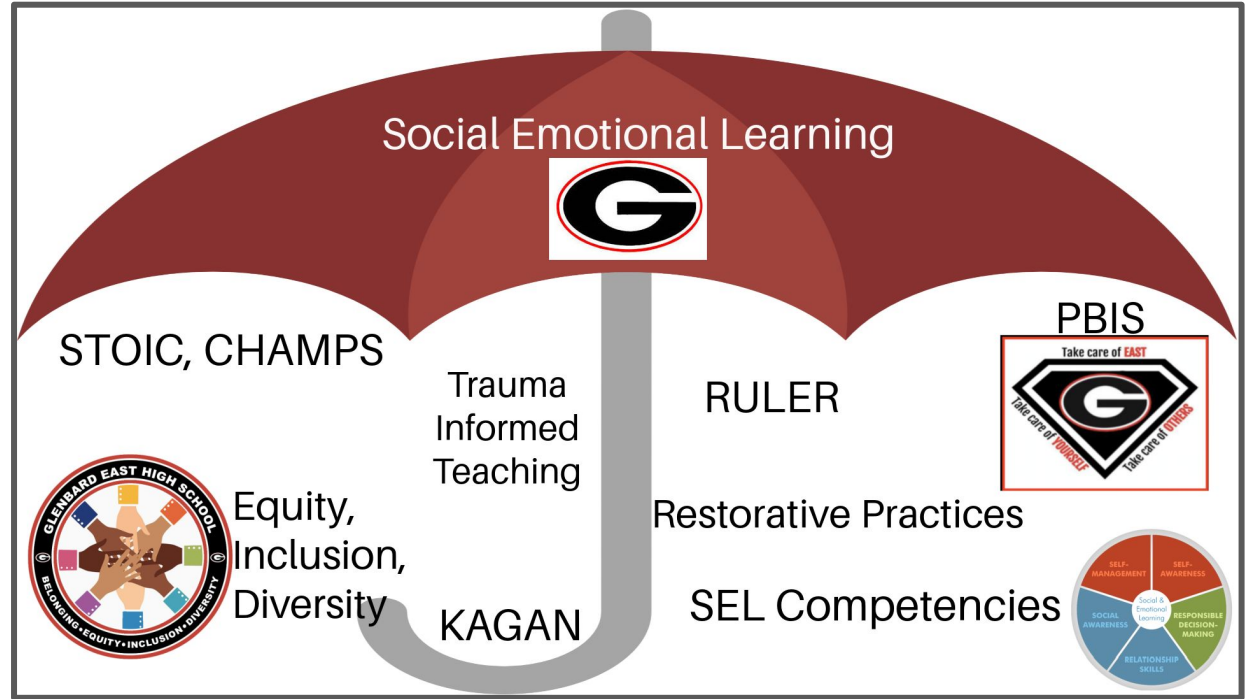 Social Emotional Learning
G
STOIC, CHAMPS
PBIS
Take care of EAST
G
Take care of YOURSELF
Take care of OTHERS
Trauma
Informed
Teaching
RULER
GLENBARD EAST HIGH SCHOOL
G
G
BELONGING • EQUITY • INCLUSION • DIVERSITY
Equity,
Inclusion,
Diversity
Restorative Practices
KAGAN
SEL Competencies
SELF-
MANAGEMENT
SELF-
AWARENESS
Social &
Emotional
Learning
SOCIAL
AWARENESS
RESPONSIBLE
DECISION-
MAKING
RELATIONSHIP
SKILLS